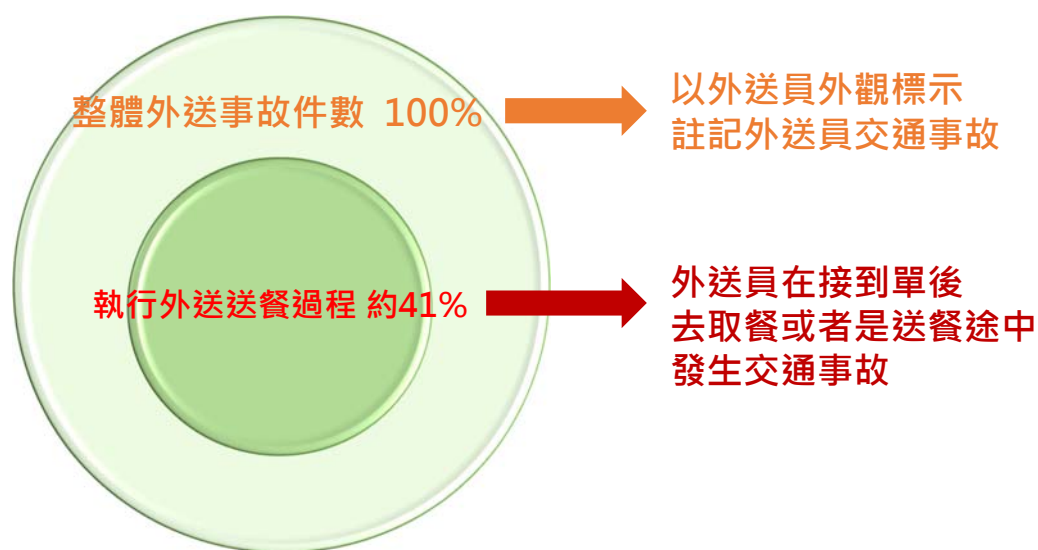 整體外送事故件數 100%
以外送員外觀標示
註記外送員交通事故
執行外送送餐過程 約41%
外送員在接到單後
去取餐或者是送餐途中
發生交通事故